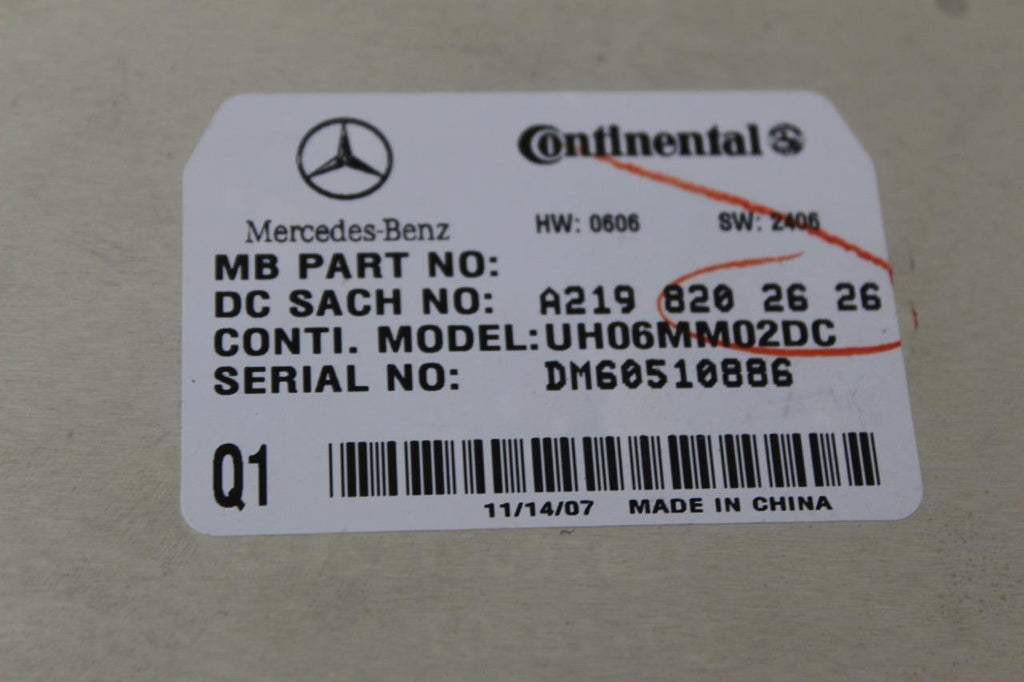 Continental
Mercedes-Benz
HW: 0606 SW: 2406
MB PART NO:
DC SACH NO: A219 820 26 26
CONTI. MODEL: UH06MM02DC
SERIAL NO: DM60510886
Q1
11/14/07 MADE IN CHINA